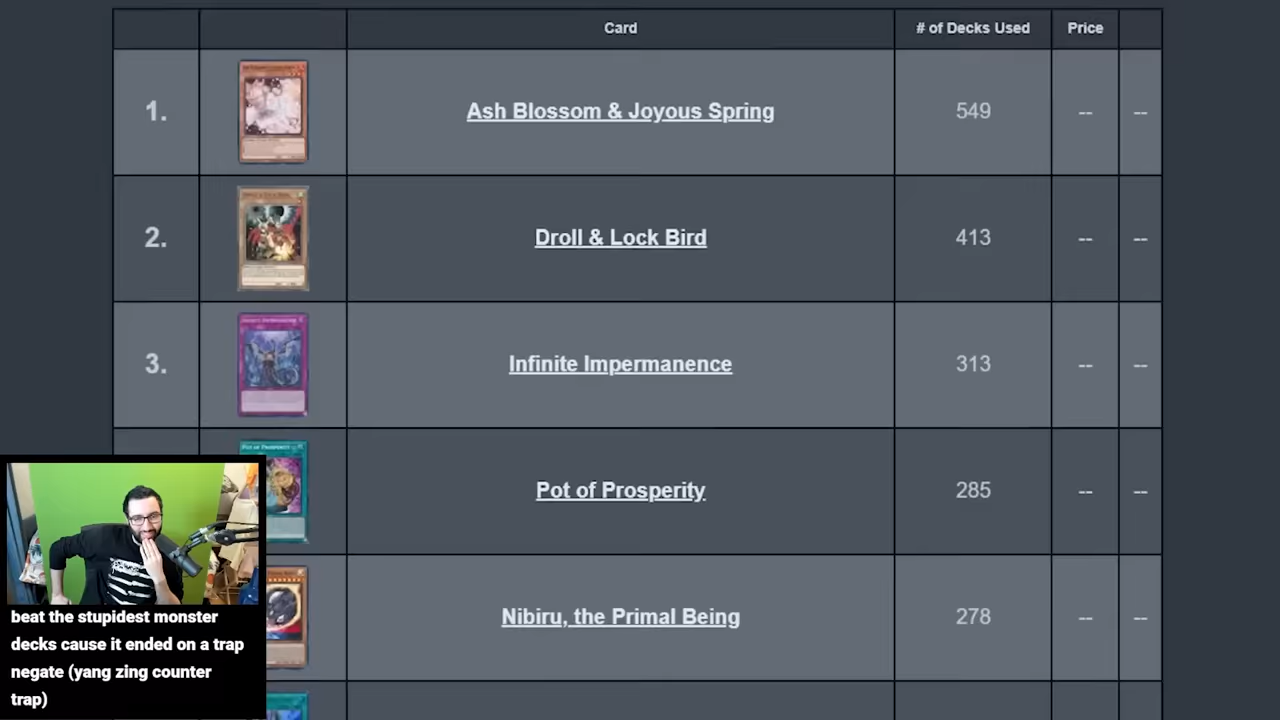 Card # of Decks Used Price
1. Ash Blossom & Joyous Spring 549 -- --
2. Droll & Lock Bird 413 -- --
3. Infinite Impermanence 313 -- --
Pot of Prosperity 285 -- --
Nibiru, the Primal Being 278 -- --
beat the stupidest monster
decks cause it ended on a trap
negate (yang zing counter
trap)